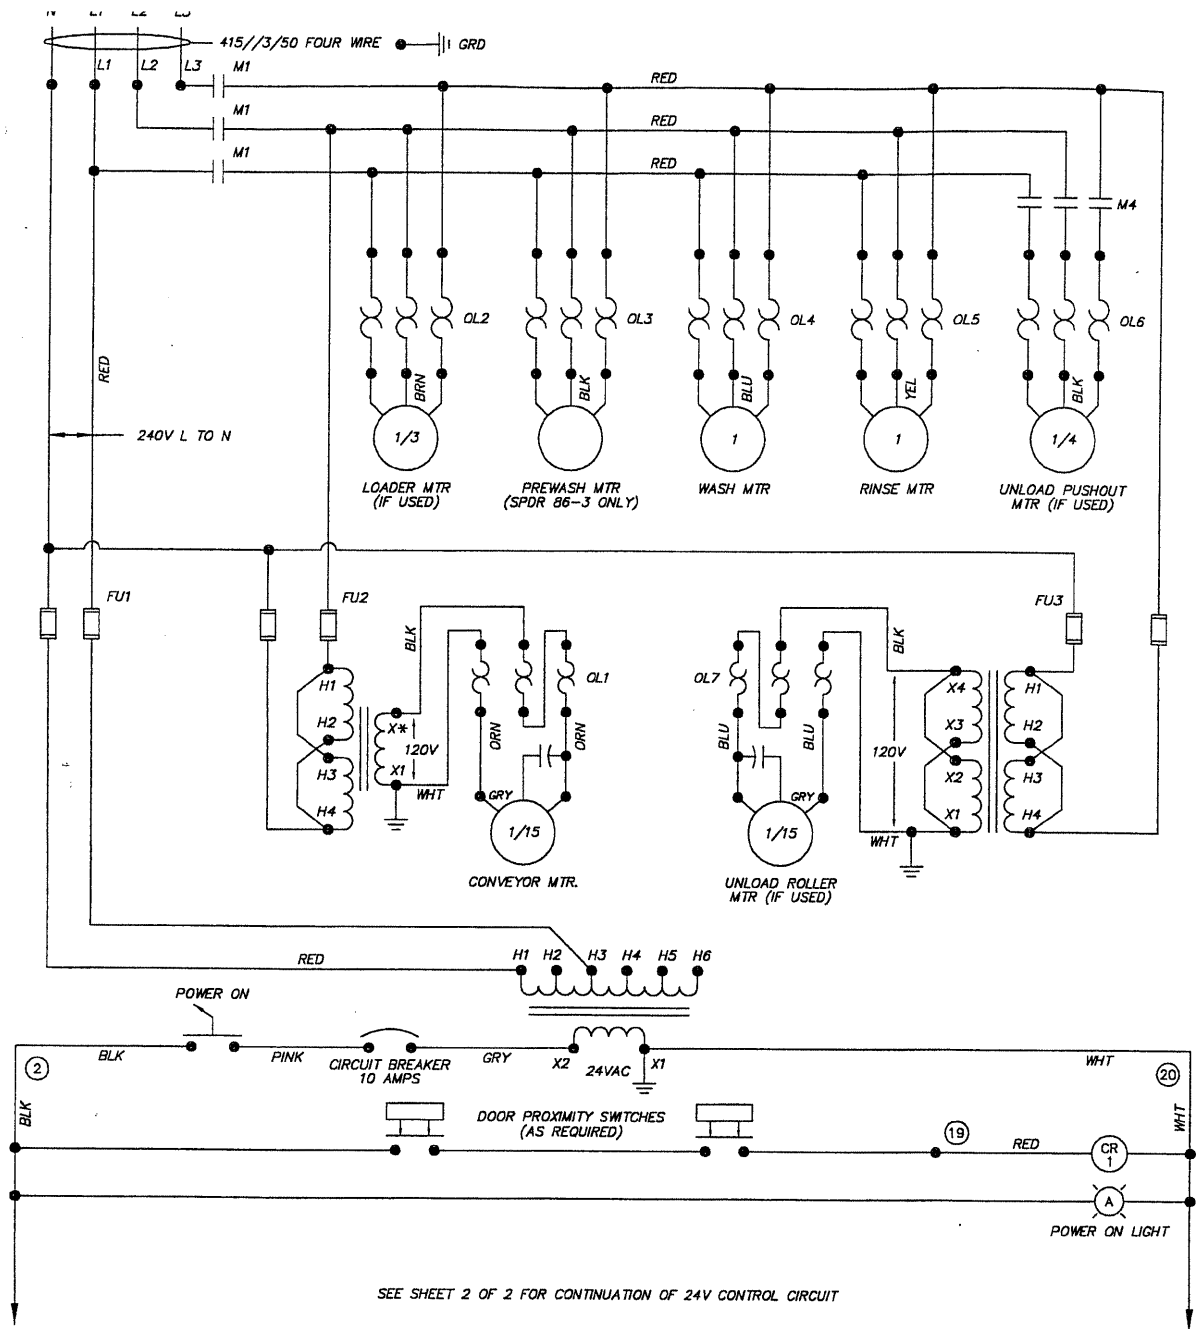 N L1 L2 L3
415//3/50 FOUR WIRE GRD
L1 L2 L3 M1
RED
M1
RED
M1
RED
M4
OL2 OL3 OL4 OL5 OL6
RED
BRN BLK BLU YEL BLK
240V L TO N
1/3 1 1 1/4
LOADER MTR
(IF USED)
PREWASH MTR
(SPDR 86-3 ONLY)
WASH MTR
RINSE MTR
UNLOAD PUSHOUT
MTR (IF USED)
FU1 FU2 FU3
BLK BLK
H1 OL1 OL7 X4 H1
H2 X* ORN ORN BLU BLU X3 H2
120V 120V
H3 X1 X2 H3
WHT
H4 GRY GRY X1 H4
1/15 1/15 WHT
CONVEYOR MTR.
UNLOAD ROLLER
MTR (IF USED)
RED
H1 H2 H3 H4 H5 H6
POWER ON
BLK PINK GRY WHT
CIRCUIT BREAKER
10 AMPS
X2 24VAC X1
2 20
BLK WHT
DOOR PROXIMITY SWITCHES
(AS REQUIRED)
19
RED
CR
1
A
POWER ON LIGHT
SEE SHEET 2 OF 2 FOR CONTINUATION OF 24V CONTROL CIRCUIT